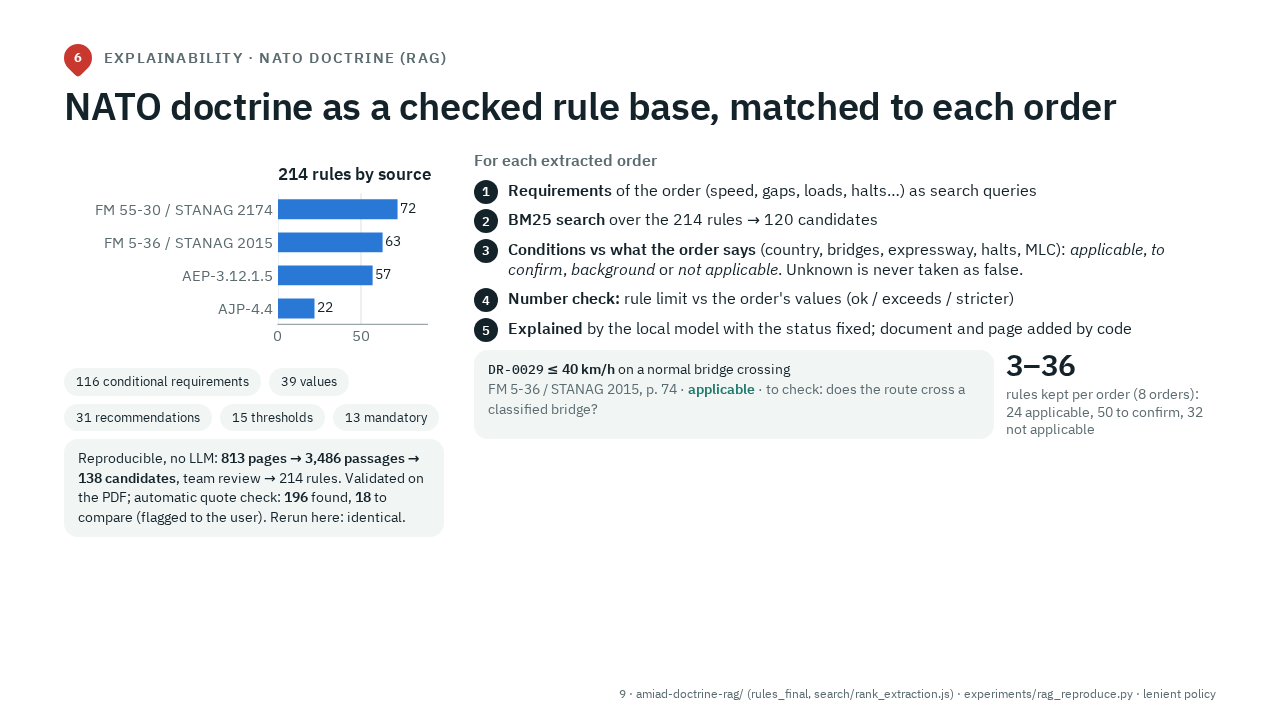 6
EXPLAINABILITY · NATO DOCTRINE (RAG)
NATO doctrine as a checked rule base, matched to each order
214 rules by source
FM 55-30 / STANAG 2174 72
FM 5-36 / STANAG 2015 63
AEP-3.12.1.5 57
AJP-4.4 22
0 50
116 conditional requirements
39 values
31 recommendations
15 thresholds
13 mandatory
Reproducible, no LLM: 813 pages → 3,486 passages →
138 candidates, team review → 214 rules. Validated on
the PDF; automatic quote check: 196 found, 18 to
compare (flagged to the user). Rerun here: identical.
For each extracted order
1 Requirements of the order (speed, gaps, loads, halts…) as search queries
2 BM25 search over the 214 rules → 120 candidates
3 Conditions vs what the order says (country, bridges, expressway, halts, MLC): applicable, to
confirm, background or not applicable. Unknown is never taken as false.
4 Number check: rule limit vs the order's values (ok / exceeds / stricter)
5 Explained by the local model with the status fixed; document and page added by code
DR-0029 ≤ 40 km/h on a normal bridge crossing
FM 5-36 / STANAG 2015, p. 74 · applicable · to check: does the route cross a
classified bridge?
3–36
rules kept per order (8 orders):
24 applicable, 50 to confirm, 32
not applicable
9 · amiad-doctrine-rag/ (rules_final, search/rank_extraction.js) · experiments/rag_reproduce.py · lenient policy